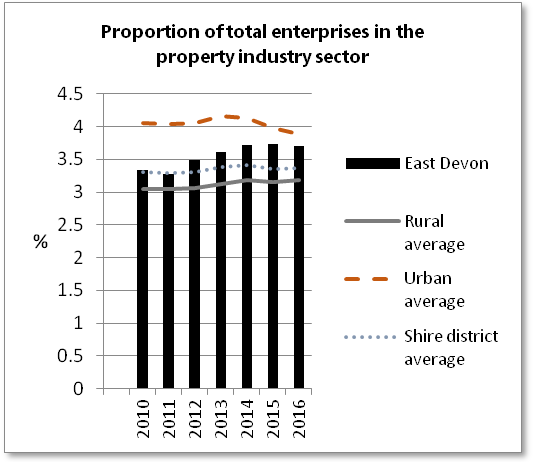 Proportion of total enterprises in the
property industry sector
4.5
4
3.5
3
2.5
2
1.5
1
0.5
0
%
2010
2011
2012
2013
2014
2015
2016
East Devon
Rural
average
Urban
average
Shire district
average